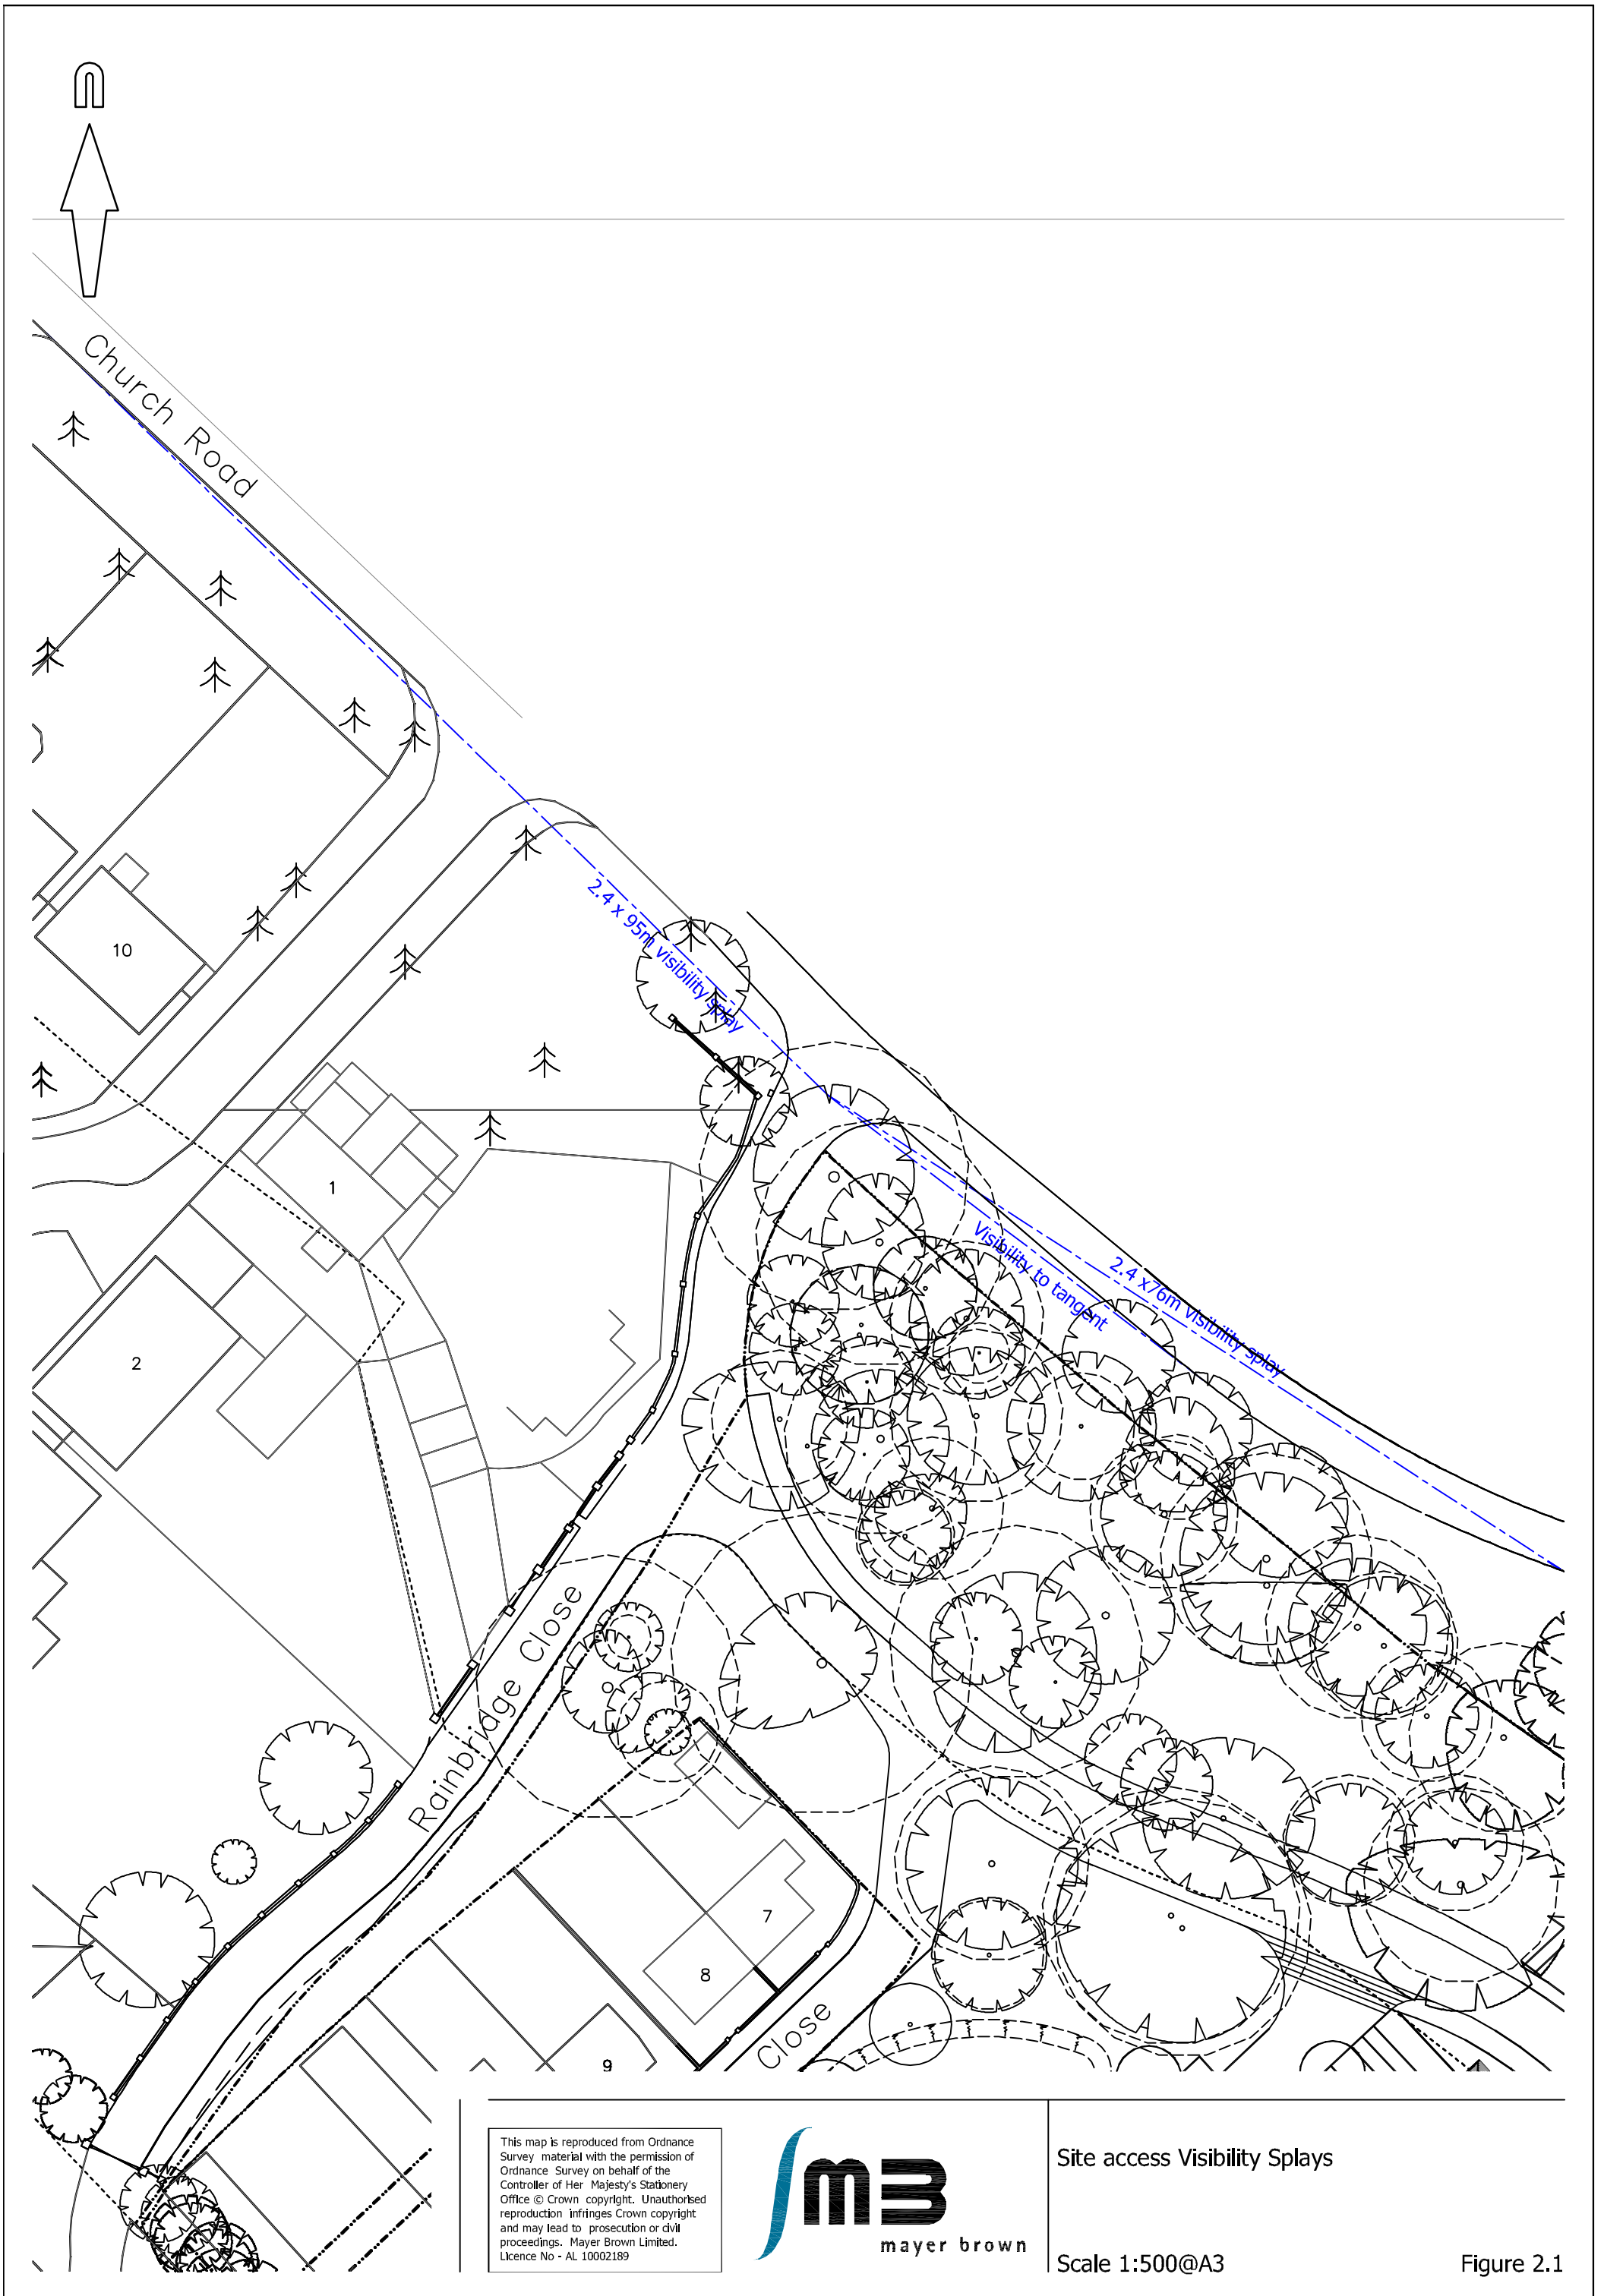 n
Church Road
2.4 x 95m visibility splay
10
1
Visibility to tangent
2.4 x76m visibility splay
2
Rainbridge Close
7
8
9
Close
This map is reproduced from Ordnance
Survey material with the permission of
Ordnance Survey on behalf of the
Controller of Her Majesty's Stationery
Office © Crown copyright. Unauthorised
reproduction infringes Crown copyright
and may lead to prosecution or civil
proceedings. Mayer Brown Limited.
Licence No - AL 10002189
mB
mayer brown
Site access Visibility Splays
Scale 1:500@A3
Figure 2.1